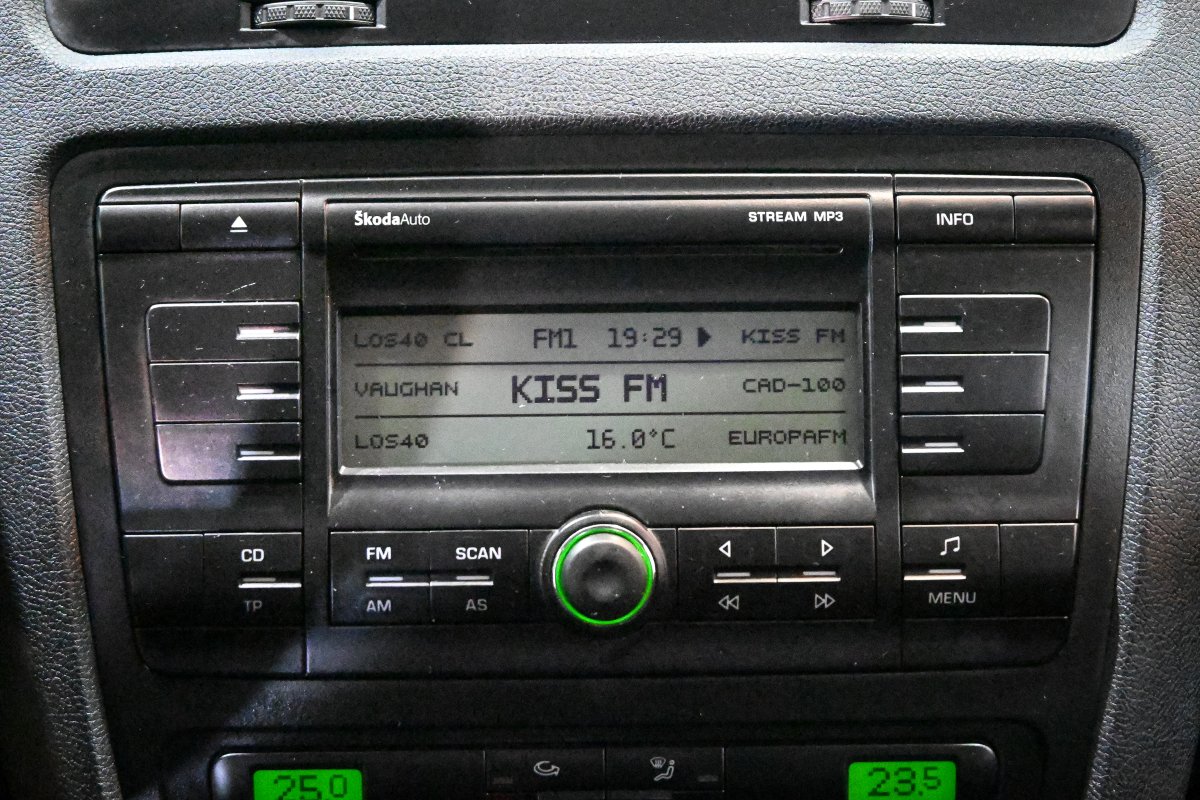 ŠkodaAuto STREAM MP3 INFO
LOS40 CL FM1 19:29 KISS FM
VAUGHAN KISS FM CAD-100
LOS40 16.0°C EUROPAFM
CD FM SCAN
TP AM AS MENU
25.0 23.5